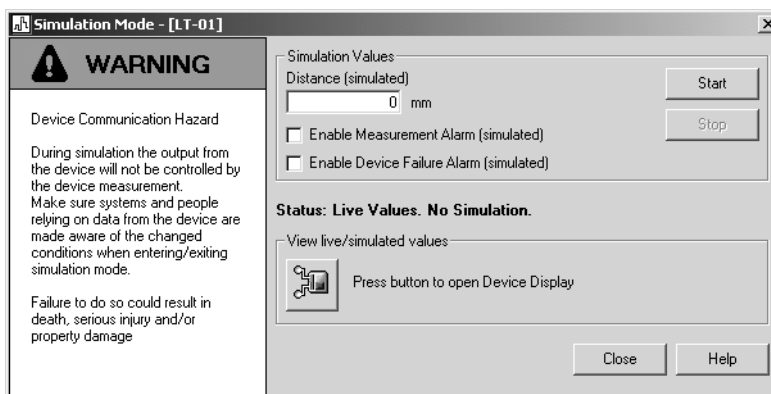 Simulation Mode - [LT-01]
WARNING
Device Communication Hazard
During simulation the output from
the device will not be controlled by
the device measurement.
Make sure systems and people
relying on data from the device are
made aware of the changed
conditions when entering/exiting
simulation mode.
Failure to do so could result in
death, serious injury and/or
property damage
Simulation Values
Distance (simulated)
0 mm
Enable Measurement Alarm (simulated)
Enable Device Failure Alarm (simulated)
Start
Stop
Status: Live Values. No Simulation.
View live/simulated values
Press button to open Device Display
Close
Help